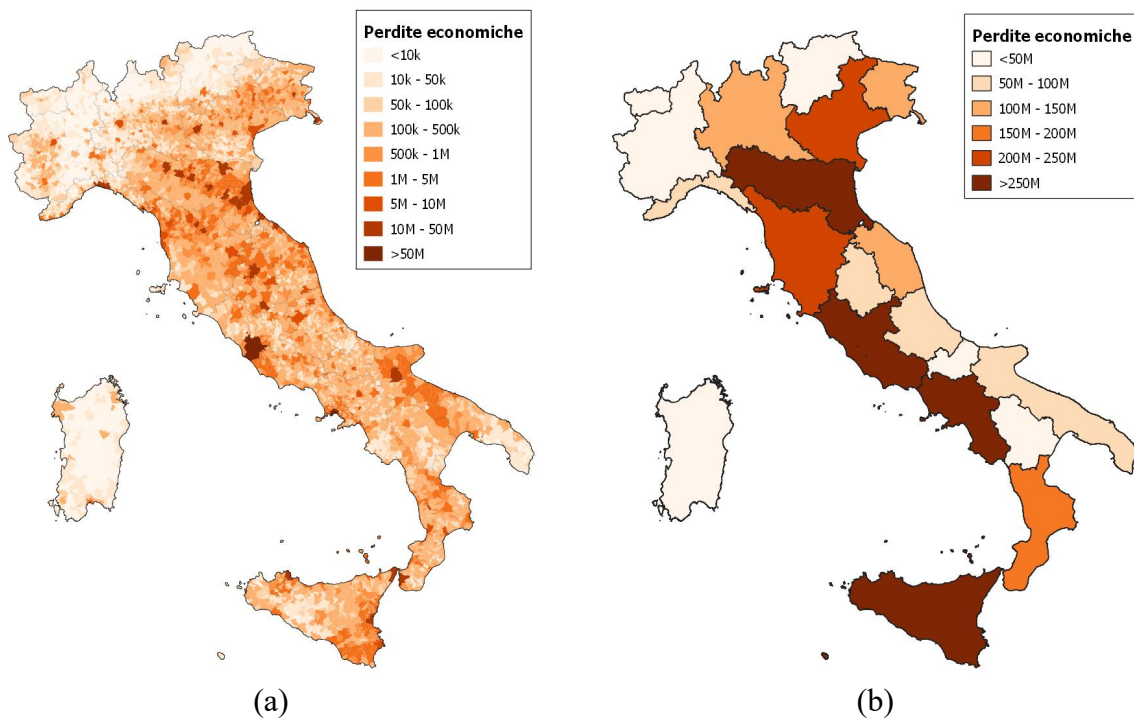 Perdite economiche
<10k
10k - 50k
50k - 100k
100k - 500k
500k - 1M
1M - 5M
5M - 10M
10M - 50M
>50M
Perdite economiche
<50M
50M - 100M
100M - 150M
150M - 200M
200M - 250M
>250M
(a)
(b)